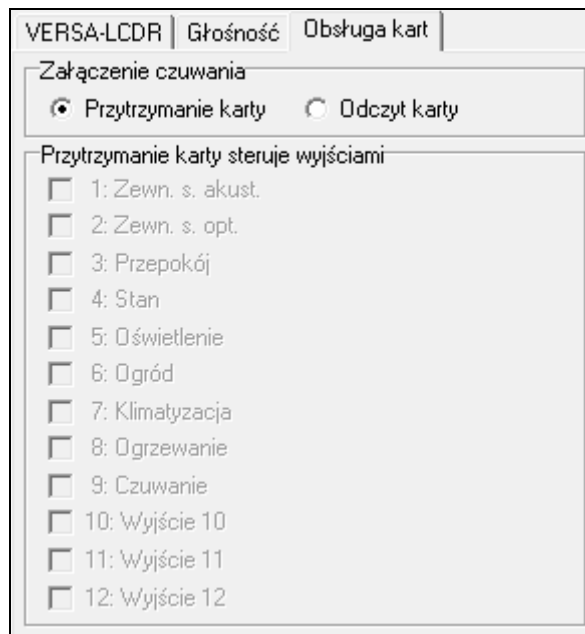 VERSA-LCDR Głośność Obsługa kart
Załączenie czuwania
Przytrzymanie karty Odczyt karty
Przytrzymanie karty steruje wyjściami
1: Zewn. s. akust.
2: Zewn. s. opt.
3: Przepokój
4: Stan
5: Oświetlenie
6: Ogród
7: Klimatyzacja
8: Ogrzewanie
9: Czuwanie
10: Wyjście 10
11: Wyjście 11
12: Wyjście 12